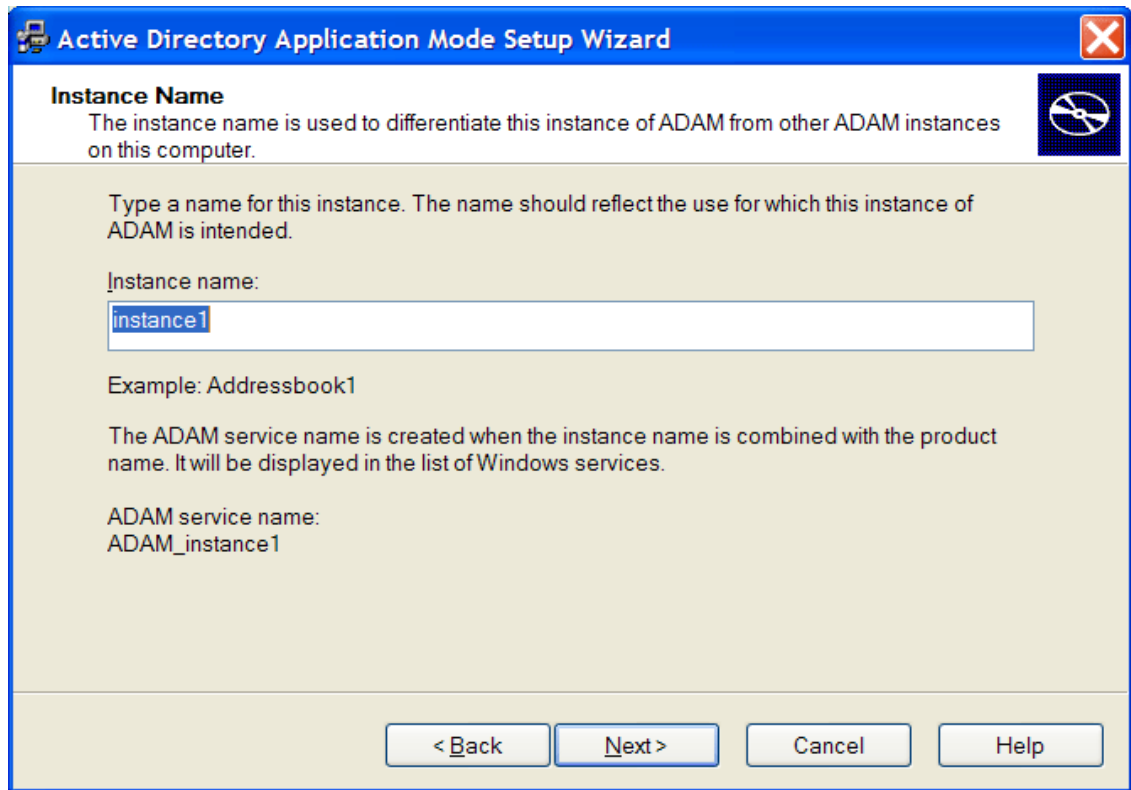 Active Directory Application Mode Setup Wizard
Instance Name
The instance name is used to differentiate this instance of ADAM from other ADAM instances
on this computer.
Type a name for this instance. The name should reflect the use for which this instance of
ADAM is intended.
Instance name:
instance1
Example: Addressbook1
The ADAM service name is created when the instance name is combined with the product
name. It will be displayed in the list of Windows services.
ADAM service name:
ADAM_instance1
< Back Next > Cancel Help